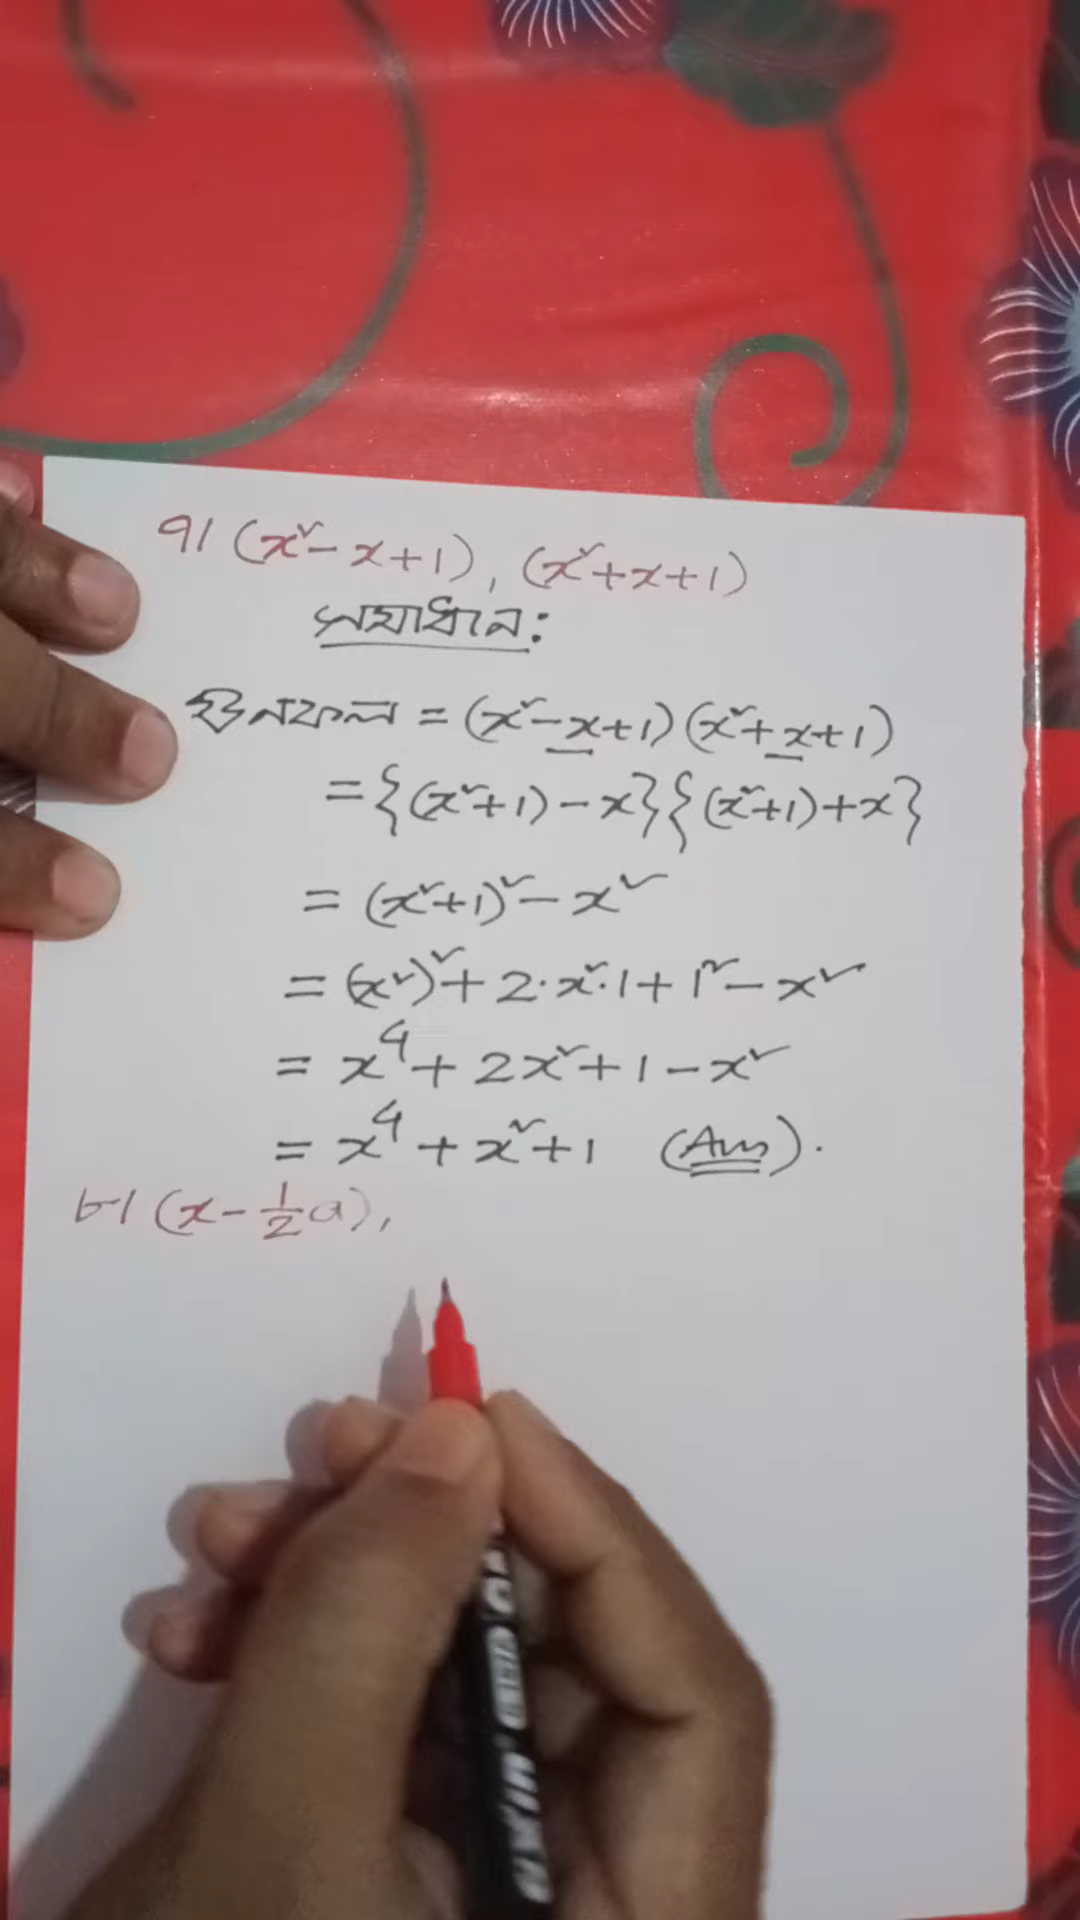 ৭। (x²-x+1), (x²+x+1)
সমাধান:
গুনফল = (x²-x+1)(x²+x+1)
= {(x²+1)-x}{(x²+1)+x}
= (x²+1)²-x²
= (x²)²+2·x²·1+1²-x²
= x⁴+2x²+1-x²
= x⁴+x²+1 (Ans).
৮। (x-1/2a),